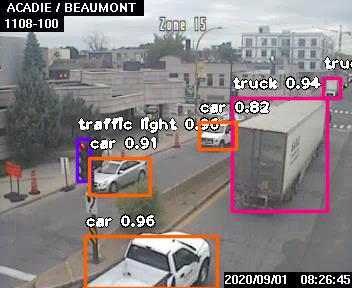 ACADIE / BEAUMONT
1108-100
Zone 15
truc
truck 0.94
car 0.82
traffic light 0.90
car 0.91
car 0.96
2020/09/01 08:26:45